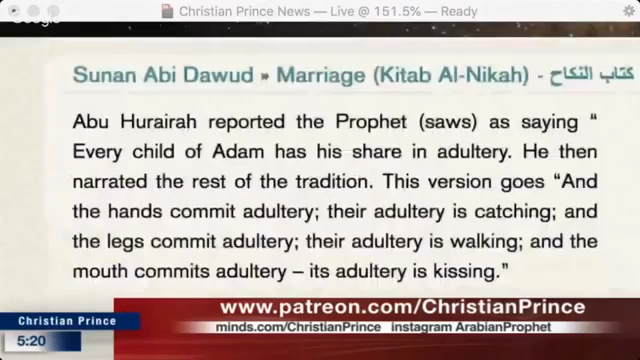 Christian Prince News — Live @ 151.5% — Ready
Google
Sunan Abi Dawud » Marriage (Kitab Al-Nikah) - كتاب النكاح
Abu Hurairah reported the Prophet (saws) as saying “
Every child of Adam has his share in adultery. He then
narrated the rest of the tradition. This version goes “And
the hands commit adultery; their adultery is catching; and
the legs commit adultery; their adultery is walking; and the
mouth commits adultery – its adultery is kissing.”
www.patreon.com/ChristianPrince
Christian Prince
minds.com/ChristianPrince instagram ArabianProphet
5:20